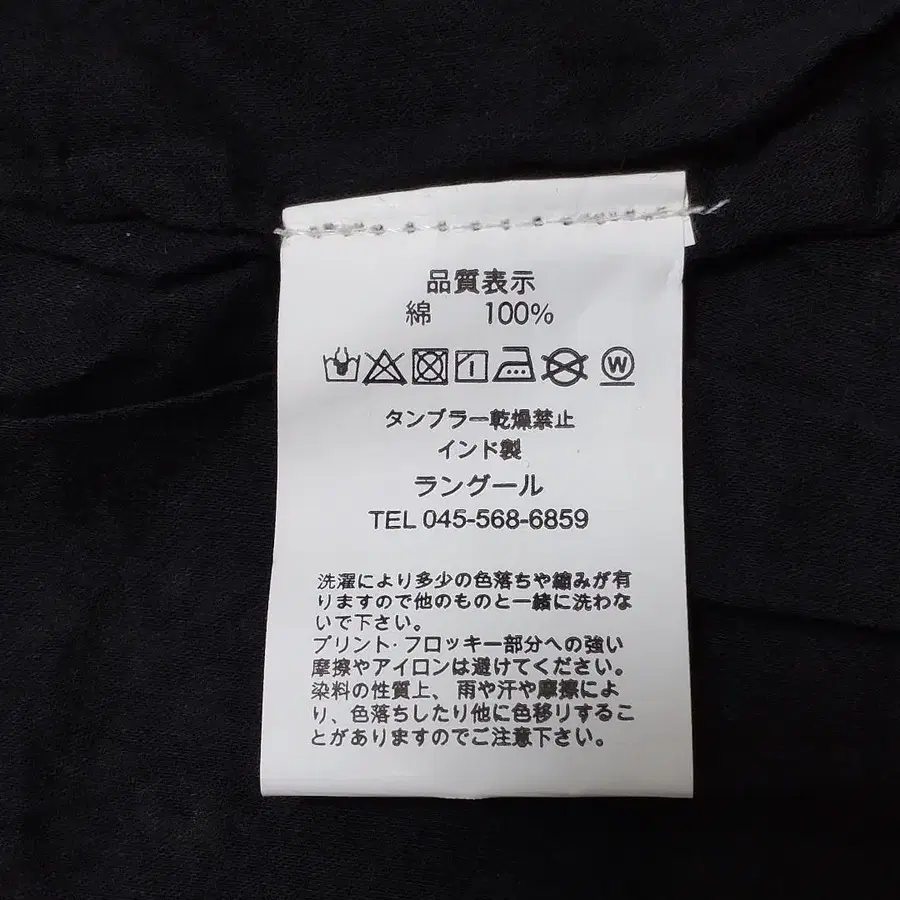 品質表示
綿 100%
W
タンブラー乾燥禁止
インド製
ラングール
TEL 045-568-6859
洗濯により多少の色落ちや縮みが有
りますので他のものと一緒に洗わな
いで下さい。
プリント·フロッキー部分への強い
摩擦やアイロンは避けてください。
染料の性質上、雨や汗や摩擦によ
り、色落ちしたり他に色移りするこ
とがありますのでご注意下さい。